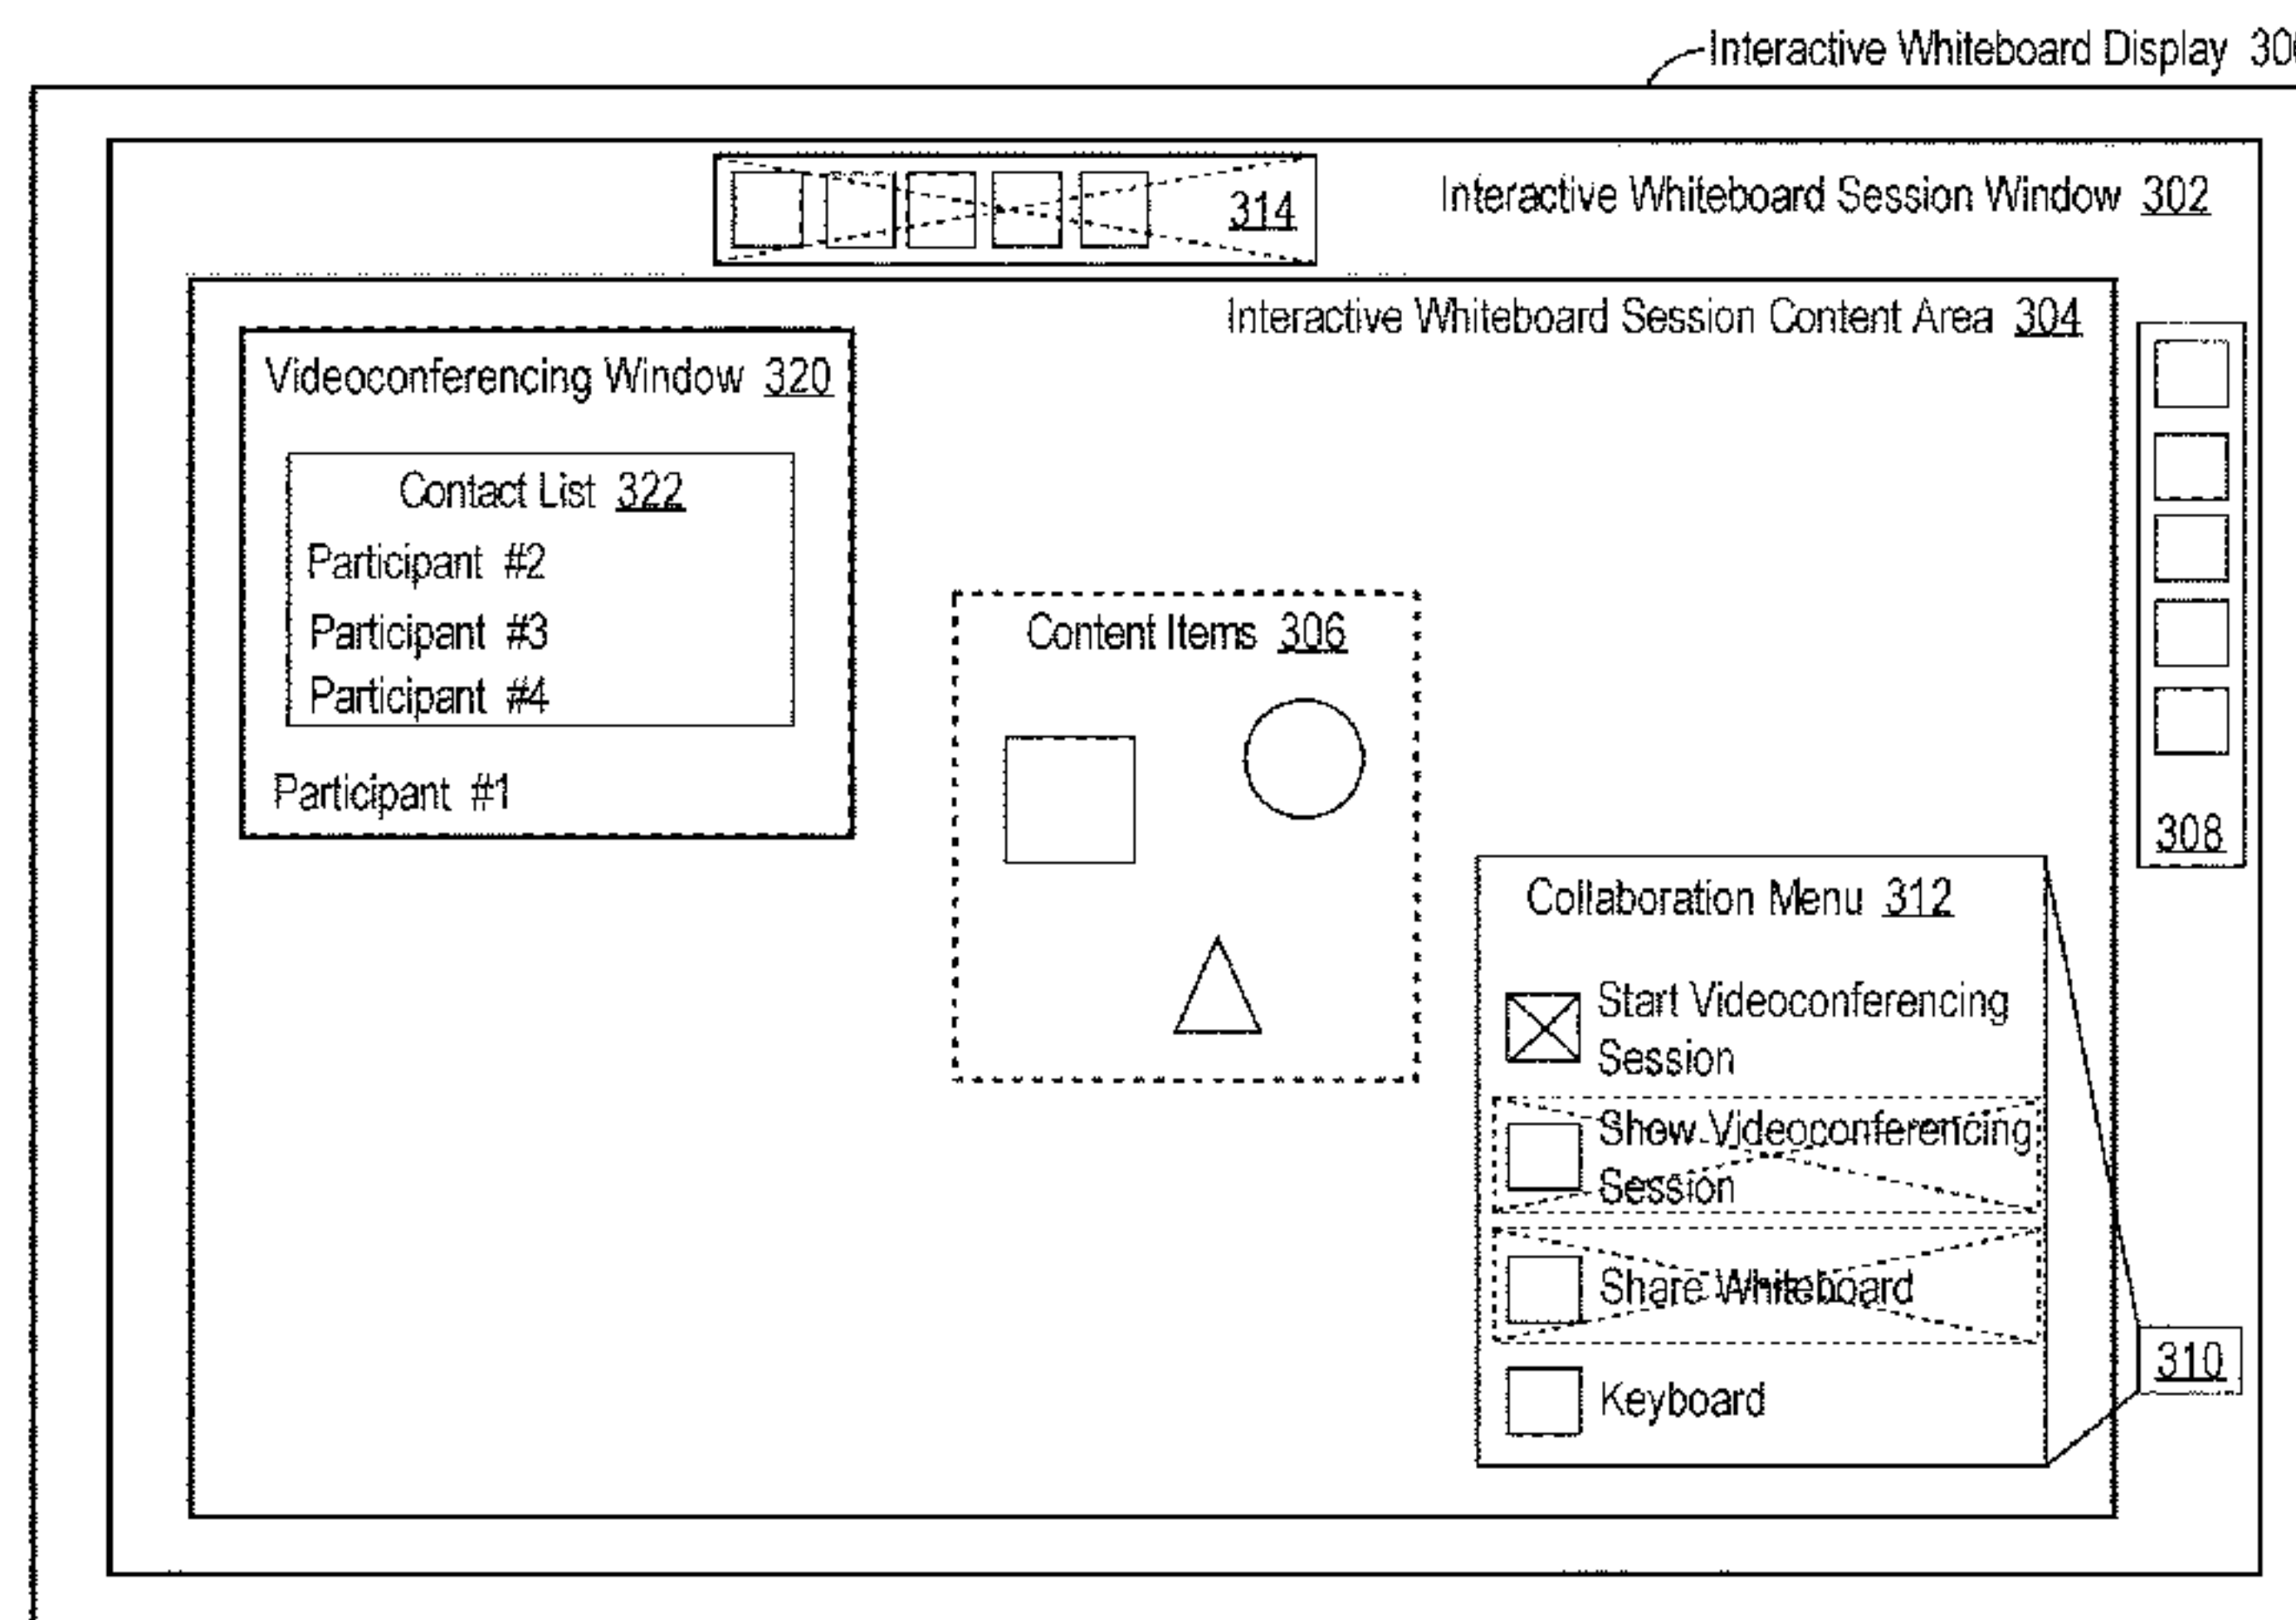 Interactive Whiteboard Display
314
Interactive Whiteboard Session Window 302
Interactive Whiteboard Session Content Area 304
Videoconferencing Window 320
Contact List 322
Participant #2
Participant #3
Participant #4
Participant #1
Content Items 306
308
Collaboration Menu 312
Start Videoconferencing
Session
Show Videoconferencing
Session
Share Whiteboard
Keyboard
310